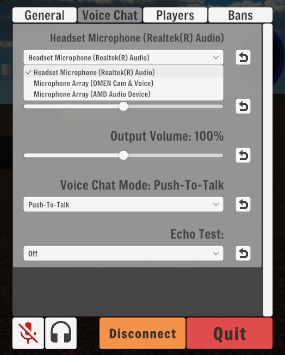 General Voice Chat Players Bans
Headset Microphone (Realtek(R) Audio)
Headset Microphone (Realtek(R) Audio)
Headset Microphone (Realtek(R) Audio)
Microphone Array (OMEN Cam & Voice)
Microphone Array (AMD Audio Device)
Output Volume: 100%
Voice Chat Mode: Push-To-Talk
Push-To-Talk
Echo Test:
Off
Disconnect Quit